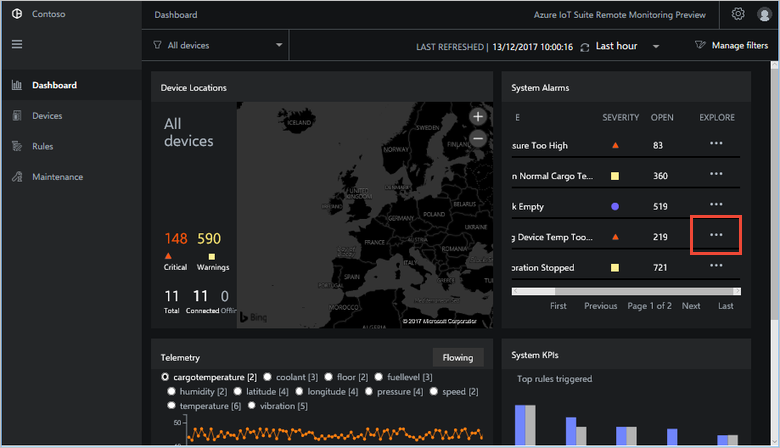 Contoso
Dashboard
Azure IoT Suite Remote Monitoring Preview
All devices
LAST REFRESHED | 13/12/2017 10:00:16
Last hour
Manage filters
Dashboard
Devices
Rules
Maintenance
Device Locations
All
devices
148 590
Critical Warnings
11 11 0
Total Connected Offlin
ICELAND
SWEDEN
NORWAY
FINLAND
UNITED
KINGDOM
DENMARK
IRELAND
BELARUS
POLAND
GERMANY
UKRAINE
FRANCE
AUSTRIA
ROMANIA
ITALY
SPAIN
PORTUGAL
GREECE
MOROCCO
ALGERIA
Bing
© 2017 Microsoft Corporation
System Alarms
E SEVERITY OPEN EXPLORE
sure Too High 83 •••
n Normal Cargo Te... 360 •••
k Empty 519 •••
g Device Temp Too... 219 •••
oration Stopped 721 •••
First Previous Page 1 of 2 Next Last
Telemetry
Flowing
cargotemperature [2] coolant [3] floor [2] fuellevel [3]
humidity [2] latitude [4] longitude [4] pressure [4] speed [2]
temperature [6] vibration [5]
50
System KPIs
Top rules triggered
500
400